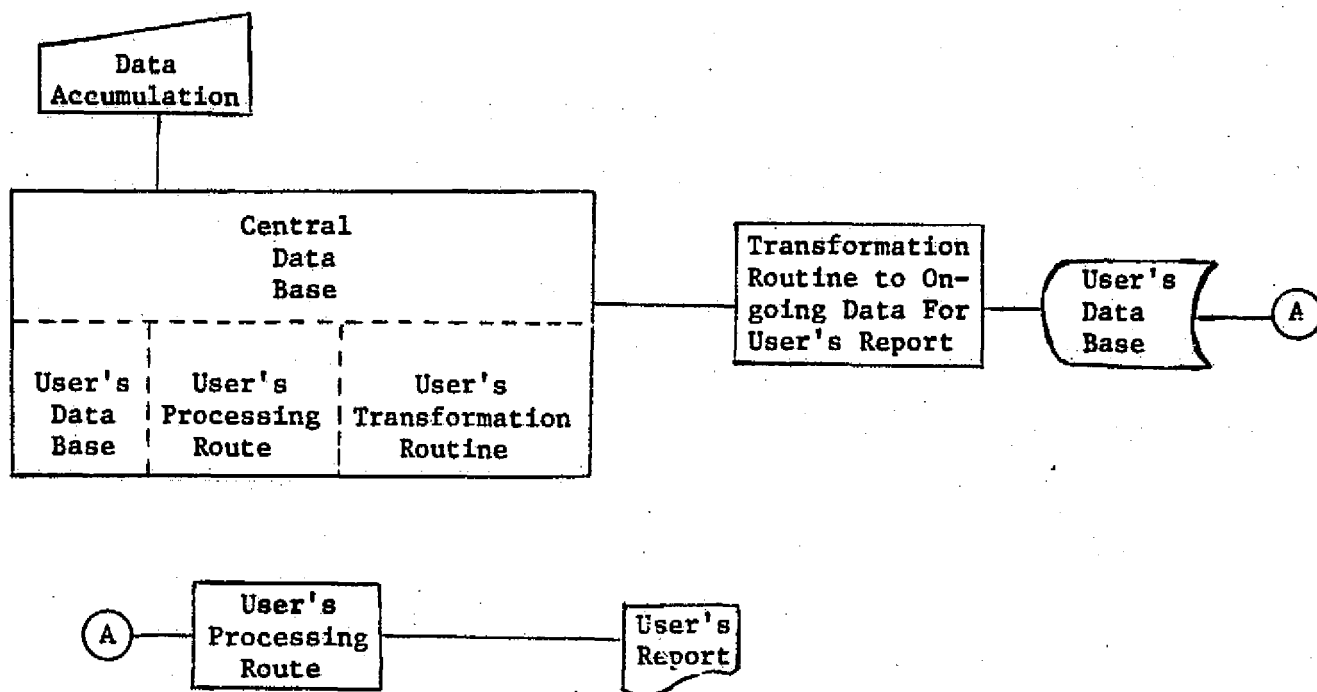 Data
Accumulation
Central
Data
Base
User's
Data
Base
User's
Processing
Route
User's
Transformation
Routine
Transformation
Routine to On-
going Data For
User's Report
User's
Data
Base
A
A
User's
Processing
Route
User's
Report